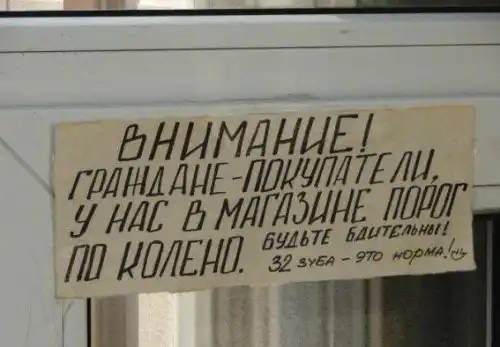 ВНИМАНИЕ!
ГРАЖДАНЕ-ПОКУПАТЕЛИ,
У НАС В МАГАЗИНЕ ПОРОГ
ПО КОЛЕНО. БУДЬТЕ БДИТЕЛЬНЫ!
32 ЗУБА - ЭТО НОРМА!